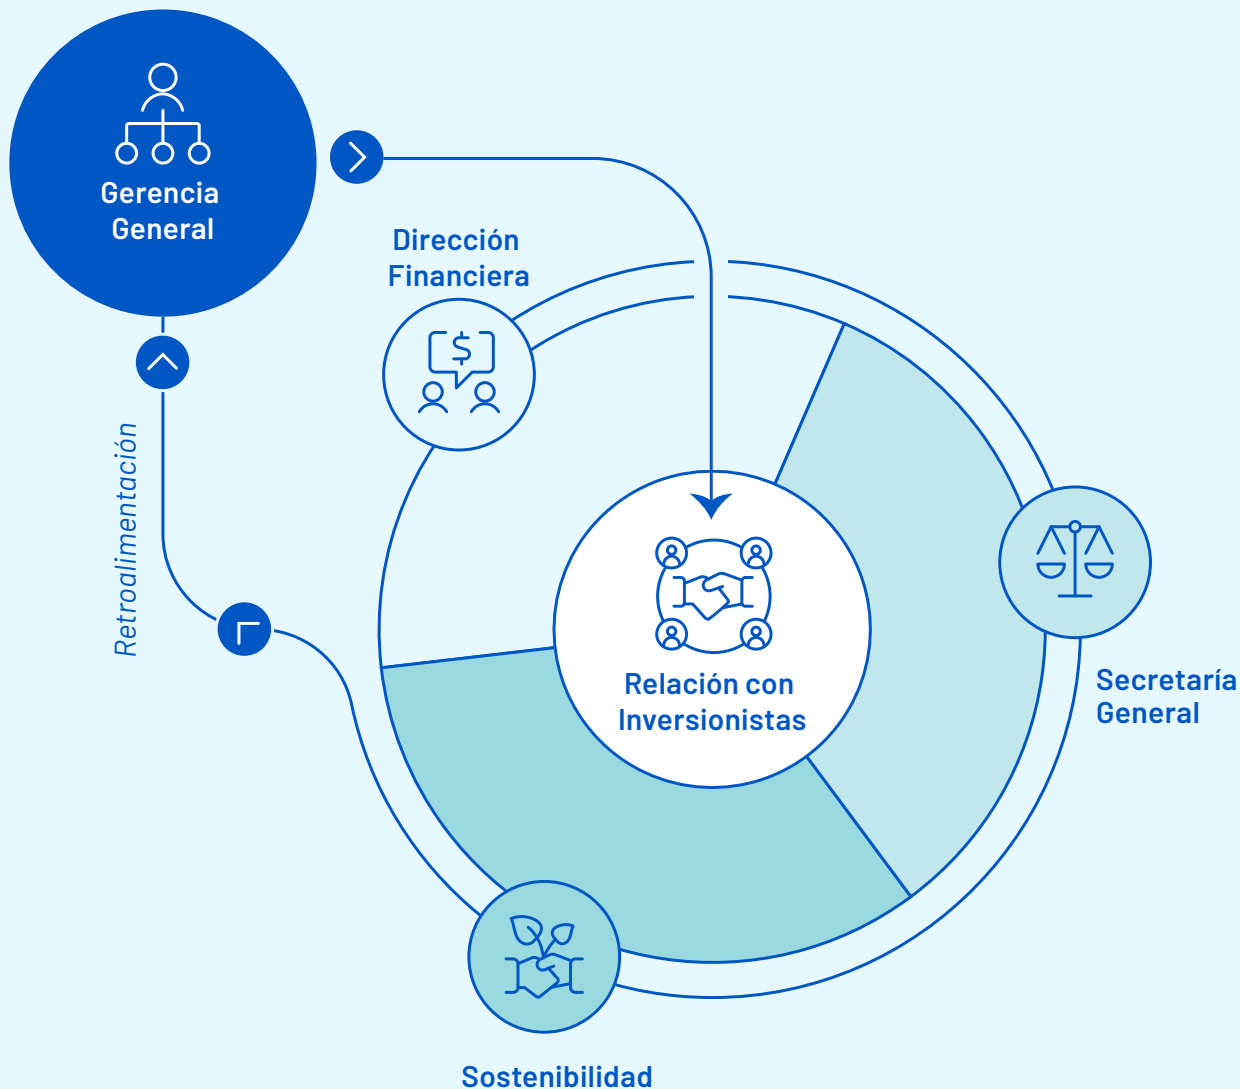 Gerencia
General
Dirección
Financiera
$
Retroalimentación
Relación con
Inversionistas
Secretaría
General
Sostenibilidad